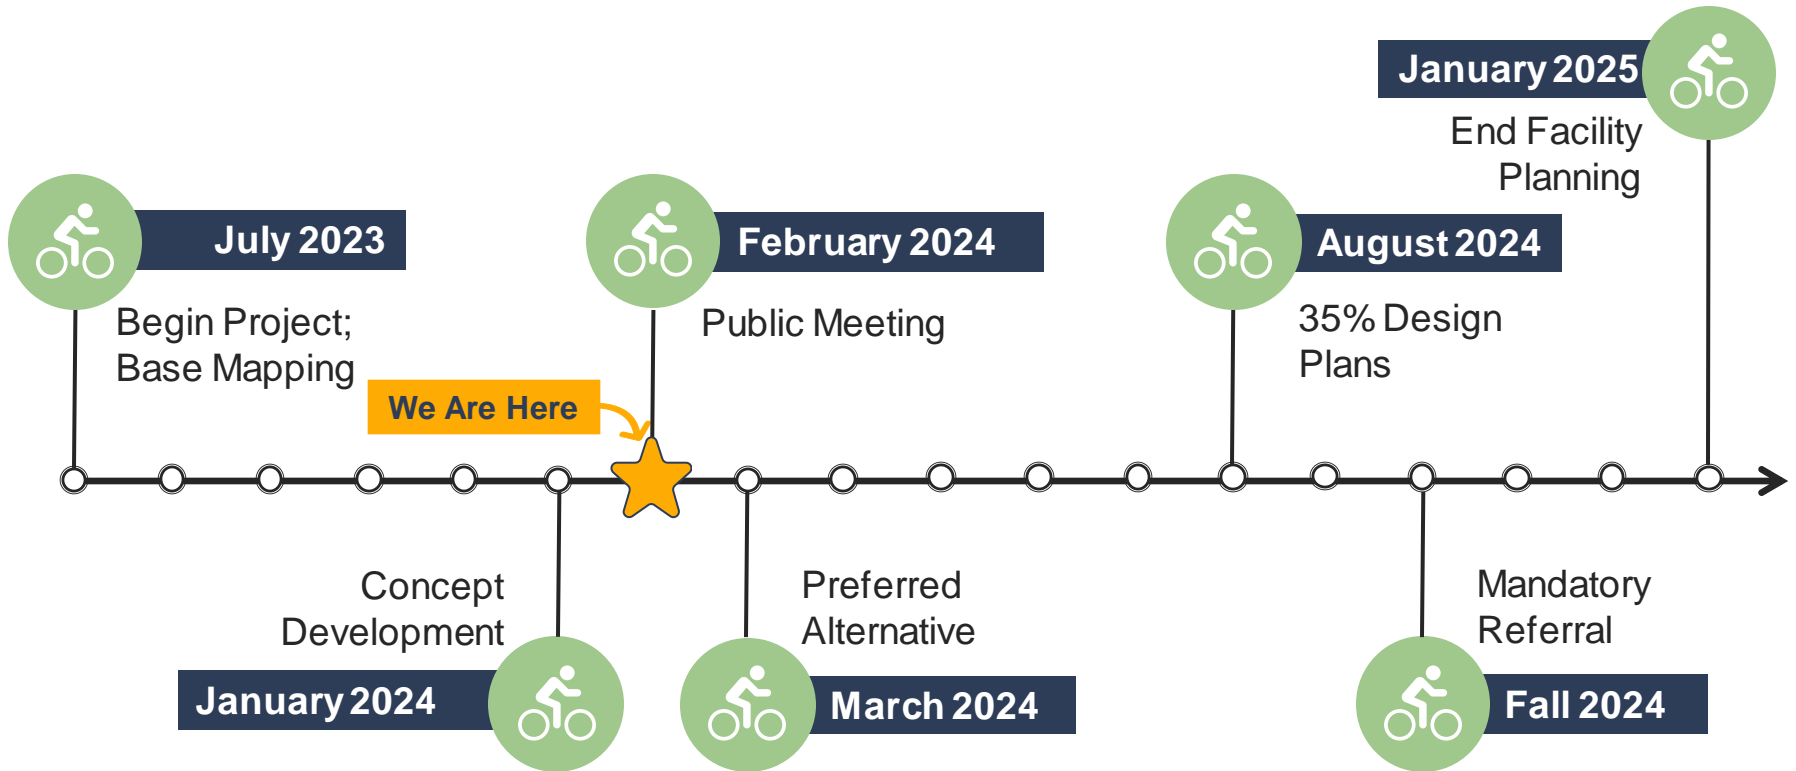 July 2023
Begin Project;
Base Mapping
We Are Here
Concept
Development
January 2024
February 2024
Public Meeting
Preferred
Alternative
March 2024
August 2024
35% Design
Plans
Mandatory
Referral
Fall 2024
January 2025
End Facility
Planning